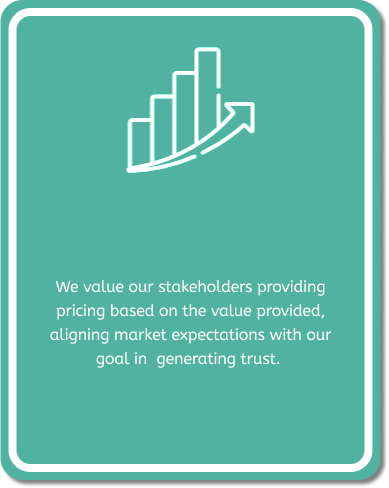 We value our stakeholders providing
pricing based on the value provided,
aligning market expectations with our
goal in  generating trust.